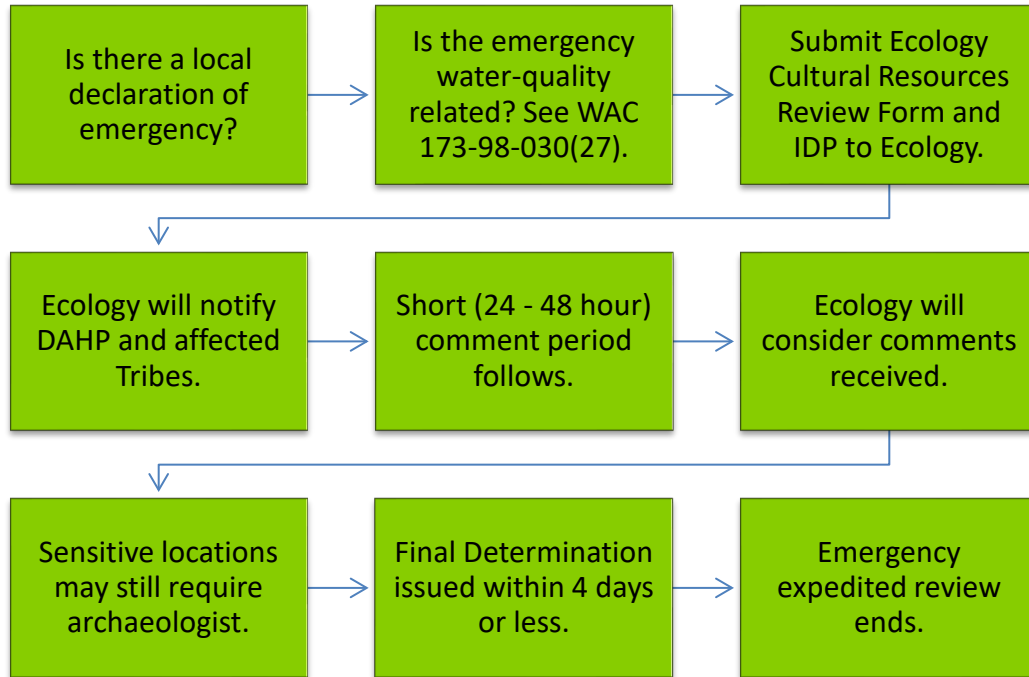 Is there a local
declaration of
emergency?
Is the emergency
water-quality
related? See WAC
173-98-030(27).
Submit Ecology
Cultural Resources
Review Form and
IDP to Ecology.
Ecology will notify
DAHP and affected
Tribes.
Short (24 - 48 hour)
comment period
follows.
Ecology will
consider comments
received.
Sensitive locations
may still require
archaeologist.
Final Determination
issued within 4 days
or less.
Emergency
expedited review
ends.